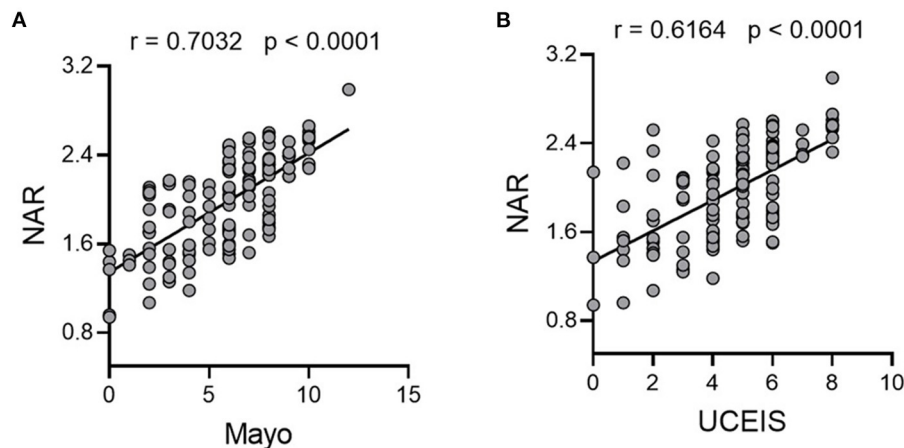 A
r = 0.7032 p < 0.0001
3.2
2.4
1.6
0.8
NAR
0 5 10 15
Mayo
B
r = 0.6164 p < 0.0001
3.2
2.4
1.6
0.8
NAR
0 2 4 6 8 10
UCEIS